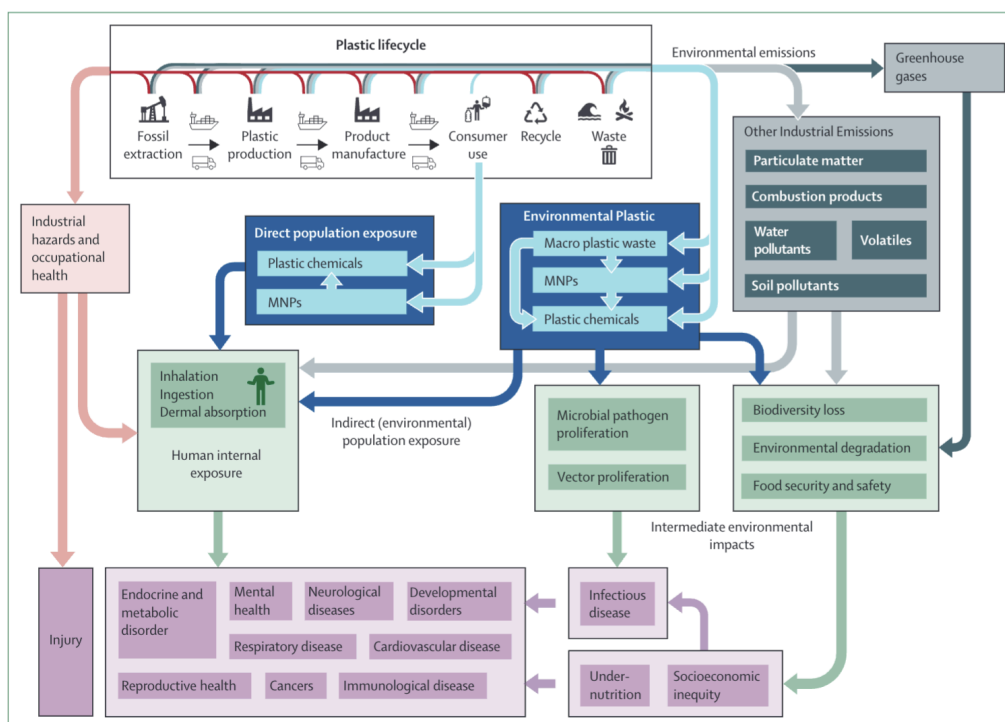 Plastic lifecycle
Fossil
extraction
Plastic
production
Product
manufacture
Consumer
use
Recycle
Waste
Environmental emissions
Greenhouse
gases
Other Industrial Emissions
Particulate matter
Combustion products
Water
pollutants
Volatiles
Soil pollutants
Industrial
hazards and
occupational
health
Direct population exposure
Plastic chemicals
MNPs
Environmental Plastic
Macro plastic waste
MNPs
Plastic chemicals
Inhalation
Ingestion
Dermal absorption
Human internal
exposure
Indirect (environmental)
population exposure
Microbial pathogen
proliferation
Vector proliferation
Biodiversity loss
Environmental degradation
Food security and safety
Intermediate environmental
impacts
Injury
Endocrine and
metabolic
disorder
Mental
health
Neurological
diseases
Developmental
disorders
Respiratory disease
Cardiovascular disease
Reproductive health
Cancers
Immunological disease
Infectious
disease
Under-
nutrition
Socioeconomic
inequity